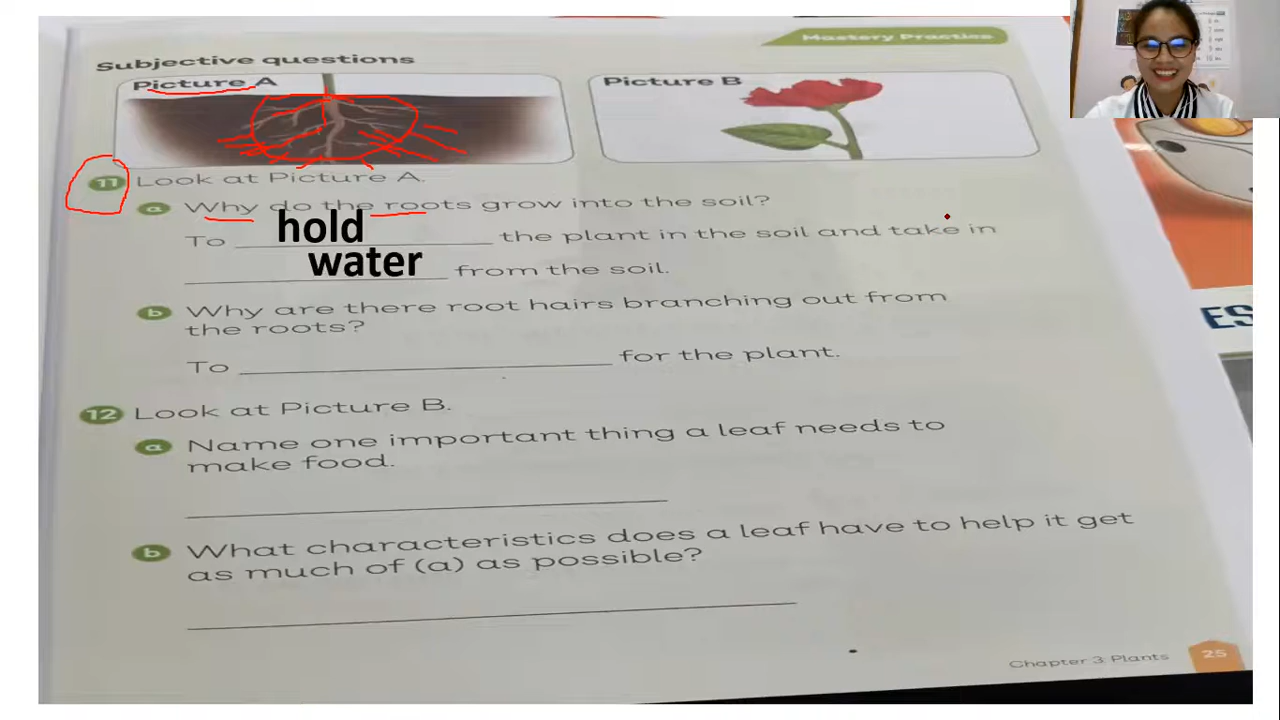 Mastery Practice
Subjective questions
Picture A
Picture B
11 Look at Picture A.
a Why do the roots grow into the soil?
To hold the plant in the soil and take in
water from the soil.
b Why are there root hairs branching out from
the roots?
To ____ for the plant.
12 Look at Picture B.
a Name one important thing a leaf needs to
make food.
b What characteristics does a leaf have to help it get
as much of (a) as possible?
Chapter 3 Plants 25
ES